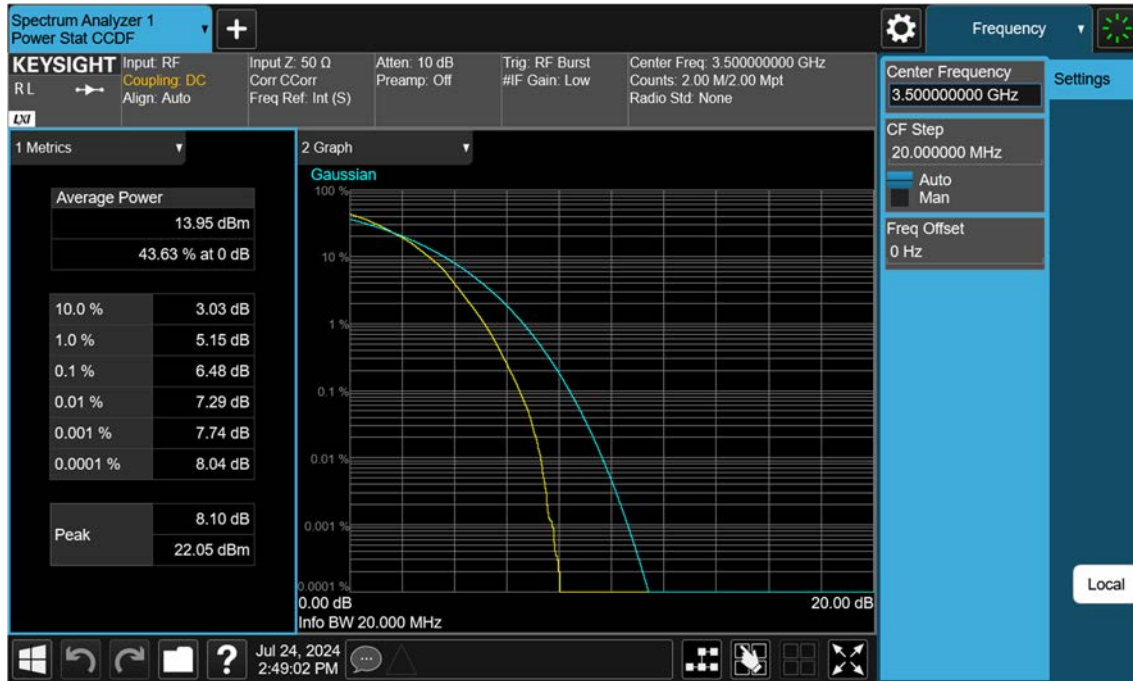 Spectrum Analyzer 1
Power Stat CCDF
+
Frequency
KEYSIGHT
RL
LXI
Input: RF
Coupling: DC
Align: Auto
Input Z: 50 Ω
Corr CCorr
Freq Ref: Int (S)
Atten: 10 dB
Preamp: Off
Trig: RF Burst
#IF Gain: Low
Center Freq: 3.500000000 GHz
Counts: 2.00 M/2.00 Mpt
Radio Std: None
Center Frequency
3.500000000 GHz
Settings
CF Step
20.000000 MHz
Auto
Man
Freq Offset
0 Hz
1 Metrics
Average Power
13.95 dBm
43.63 % at 0 dB
10.0 % 3.03 dB
1.0 % 5.15 dB
0.1 % 6.48 dB
0.01 % 7.29 dB
0.001 % 7.74 dB
0.0001 % 8.04 dB
Peak
8.10 dB
22.05 dBm
2 Graph
Gaussian
100 %
10 %
1 %
0.1 %
0.01 %
0.001 %
0.0001 %
0.00 dB 20.00 dB
Info BW 20.000 MHz
Local
?
Jul 24, 2024
2:49:02 PM